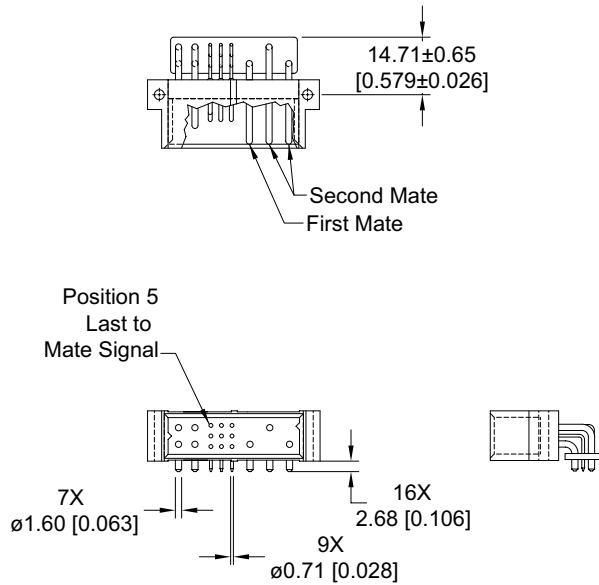 14.71±0.65
[0.579±0.026]
Second Mate
First Mate
Position 5
Last to
Mate Signal
7X
ø1.60 [0.063]
16X
2.68 [0.106]
9X
ø0.71 [0.028]